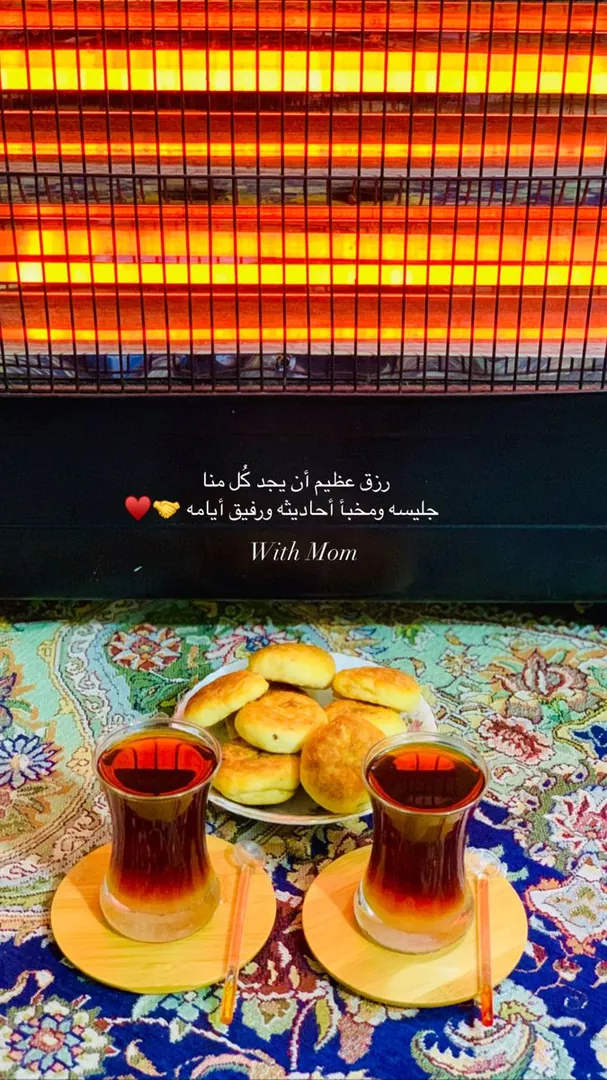 رزق عظيم أن يجد كُل منا
جليسه ومخبأ أحاديثه ورفيق أيامه 🤝♥️
With Mom